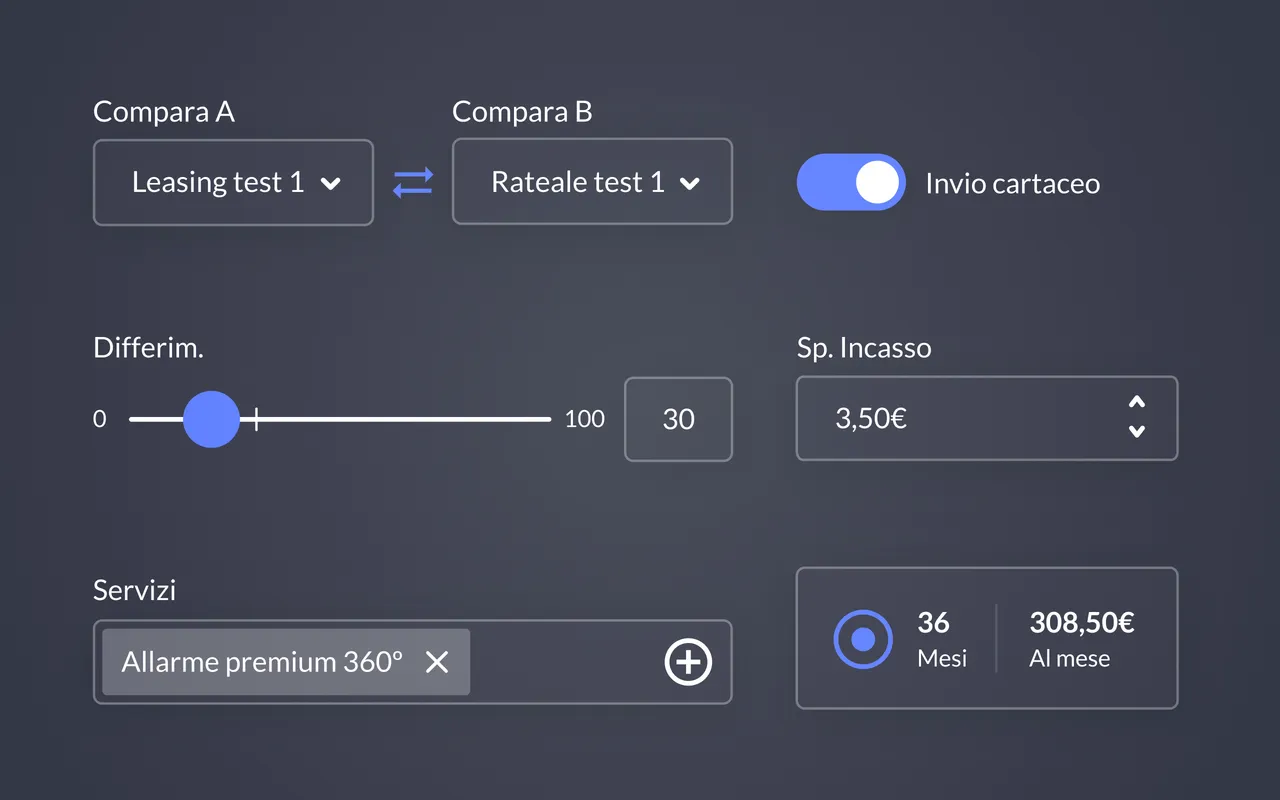 Compara A
Compara B
Leasing test 1
Rateale test 1
Invio cartaceo
Differim.
0
100
30
Sp. Incasso
3,50€
Servizi
Allarme premium 360º
36
Mesi
308,50€
Al mese